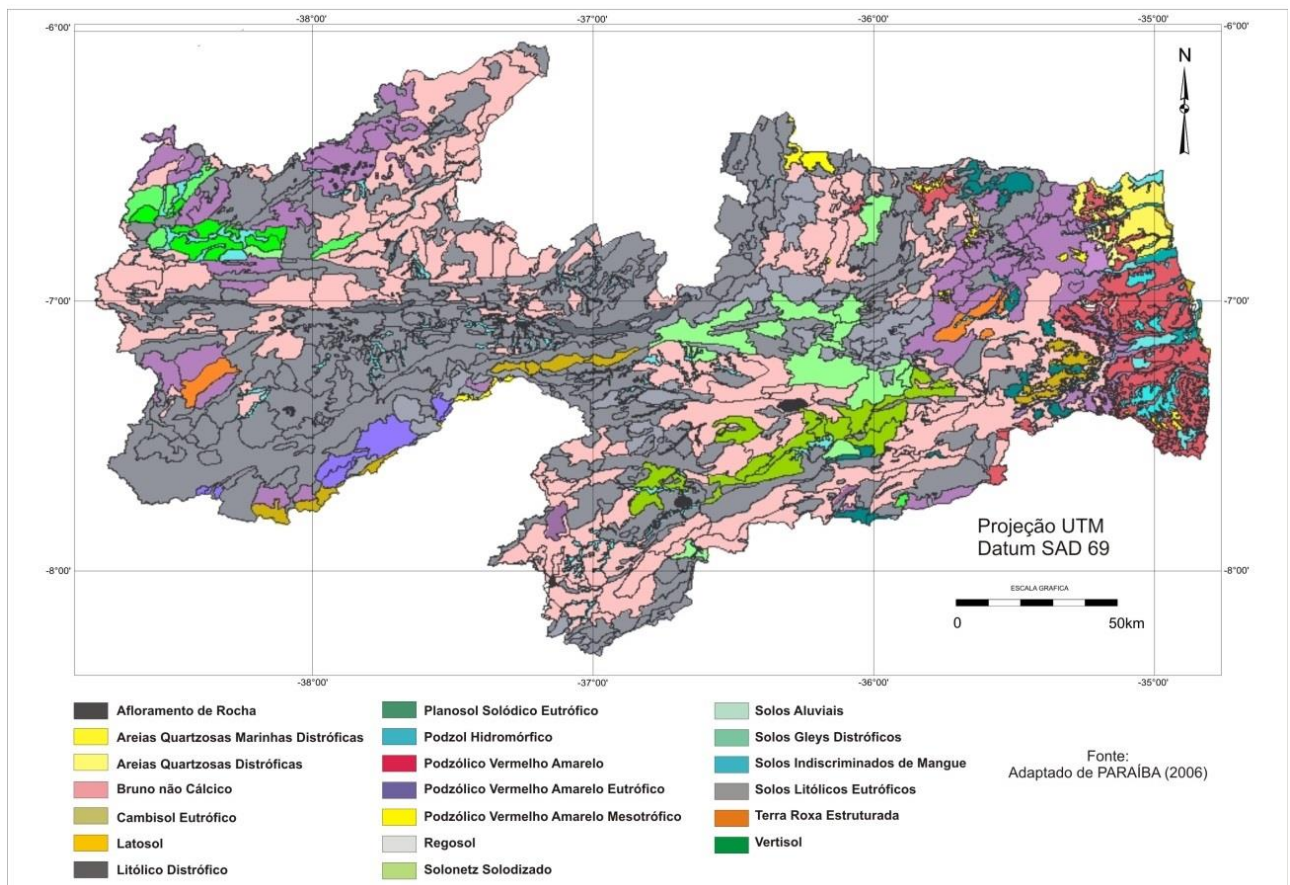 -38°00'
-37°00'
-36°00'
-35°00'
-6°00'
-6°00'
N
-7°00'
-7°00'
Projeção UTM
Datum SAD 69
-8°00'
-8°00'
ESCALA GRAFICA
0
50km
-38°00'
-37°00'
-36°00'
-35°00'
Afloramento de Rocha
Areias Quartzosas Marinhas Distróficas
Areias Quartzosas Distróficas
Bruno não Cálcico
Cambisol Eutrófico
Latosol
Litólico Distrófico
Planosol Solódico Eutrófico
Podzol Hidromórfico
Podzólico Vermelho Amarelo
Podzólico Vermelho Amarelo Eutrófico
Podzólico Vermelho Amarelo Mesotrófico
Regosol
Solonetz Solodizado
Solos Aluviais
Solos Gleys Distróficos
Solos Indiscriminados de Mangue
Solos Litólicos Eutróficos
Terra Roxa Estruturada
Vertisol
Fonte:
Adaptado de PARAÍBA (2006)